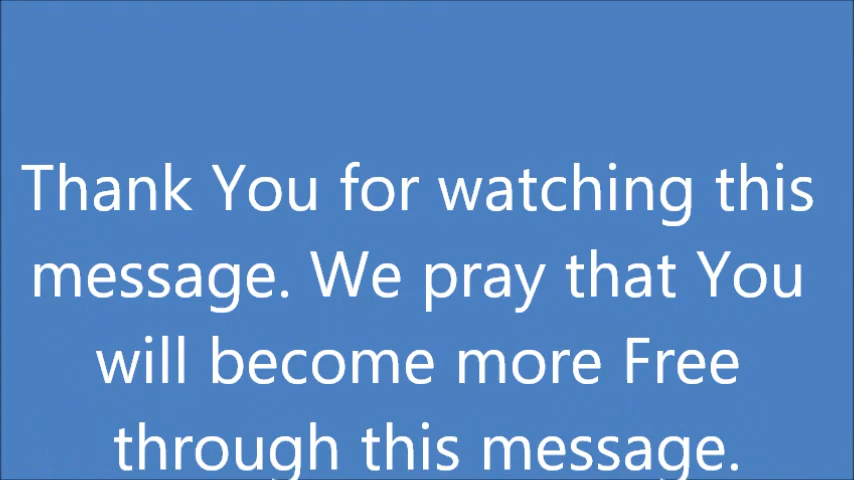 Thank You for watching this
message. We pray that You
will become more Free
through this message.